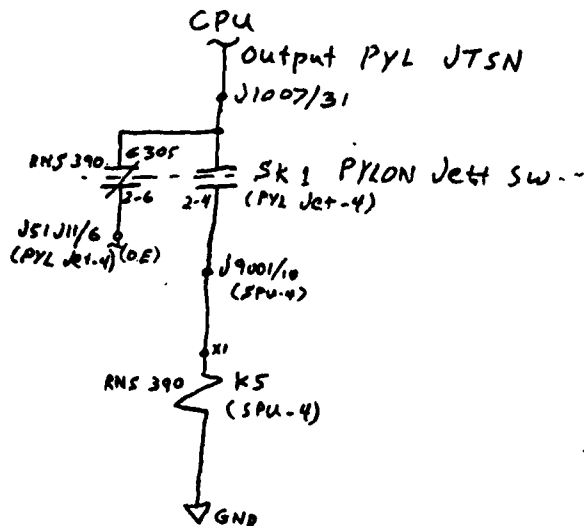 CPU
Output PYL JTSN
J1007/31
RNS 390
6305
SK1 PYLON Jett SW.
3-6
2-4
(PYL Jet-4)
J51J11/6
(PYL Jet-4)
(O.E)
J9001/10
(SPU-4)
X1
RNS 390
K5
(SPU-4)
GND